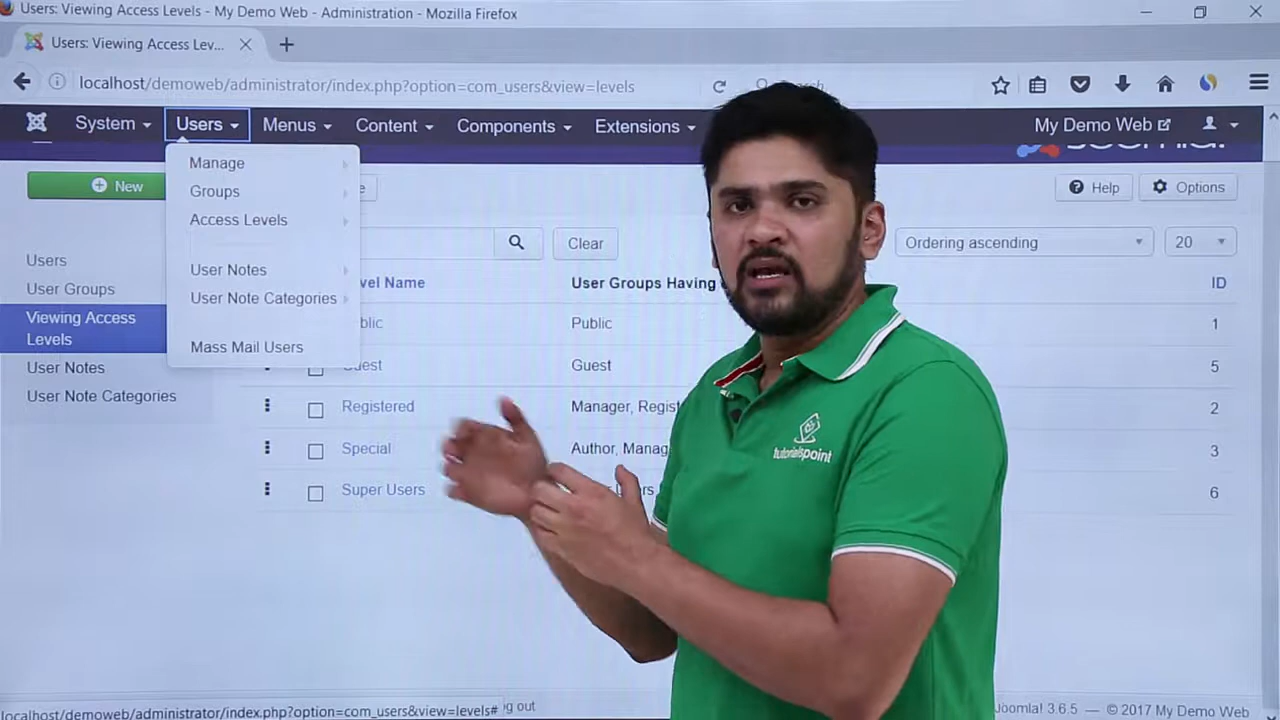 Users: Viewing Access Levels - My Demo Web - Administration - Mozilla Firefox
Users: Viewing Access Lev...
localhost/demoweb/administrator/index.php?option=com_users&view=levels
Search
System Users Menus Content Components Extensions My Demo Web
New
Help Options
Manage
Groups
Access Levels
User Notes
User Note Categories
Mass Mail Users
Clear Ordering ascending 20
Users
User Groups
Viewing Access
Levels
User Notes
User Note Categories
User Groups Having ID
Public 1
Guest 5
Registered Manager, Regist 2
Special Author, Manag 3
Super Users 6
tutorialspoint
localhost/demoweb/administrator/index.php?option=com_users&view=levels#
Joomla! 3.6.5 — © 2017 My Demo Web